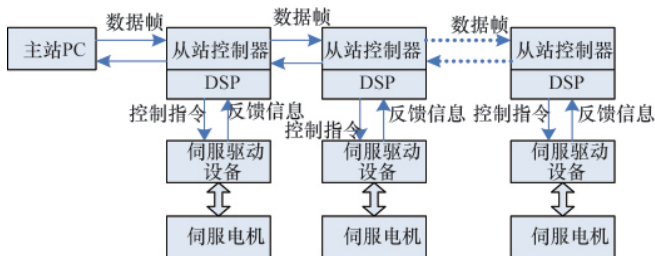 数据帧
数据帧
主站PC
从站控制器
从站控制器
从站控制器
DSP
DSP
DSP
控制指令
反馈信息
控制指令
反馈信息
控制指令
反馈信息
伺服驱动
设备
伺服驱动
设备
伺服驱动
设备
伺服电机
伺服电机
伺服电机